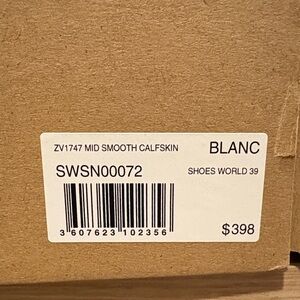 ZV1747 MID SMOOTH CALFSKIN BLANC
SWSN00072 SHOES WORLD 39
3 607623 102356 $398